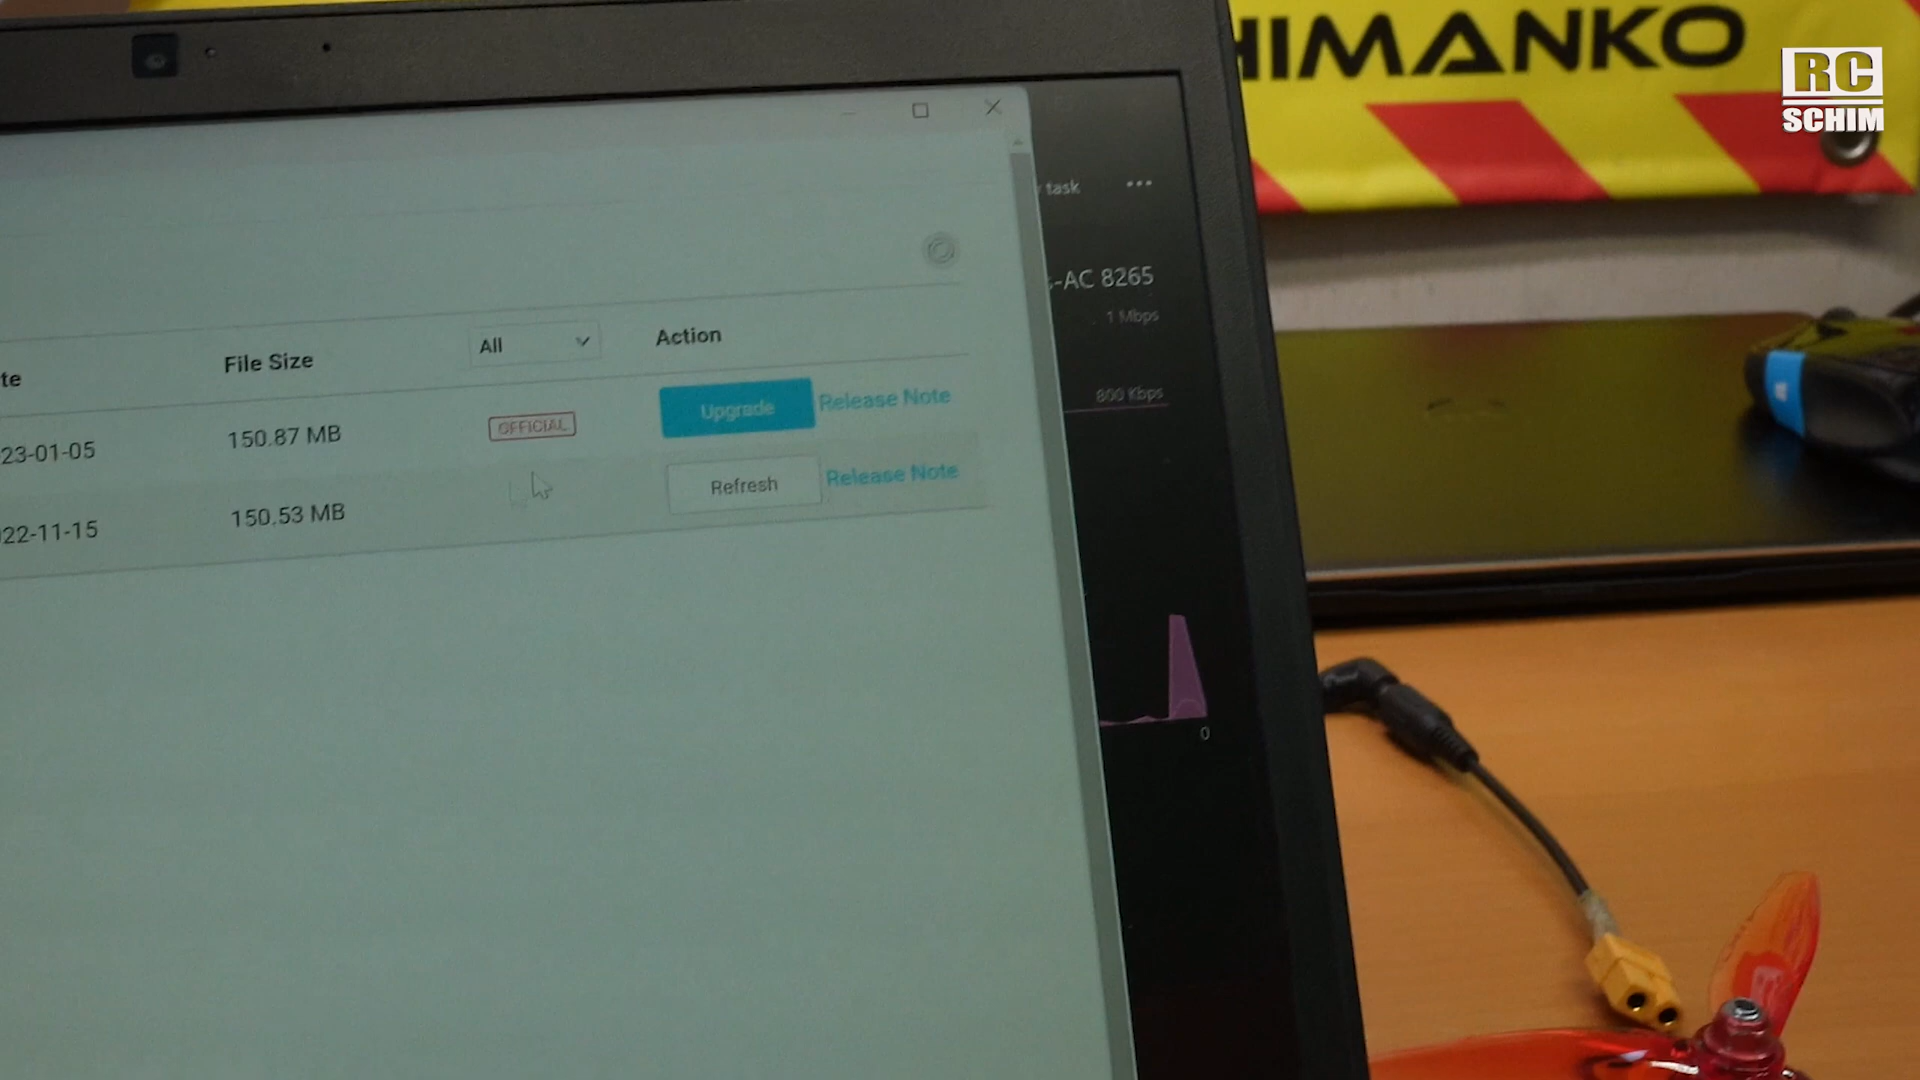 HIMANKO
RC
SCHIM
task
-AC 8265
1 Mbps
800 Kbps
0
te
File Size
All
Action
23-01-05
150.87 MB
OFFICIAL
Upgrade
Release Note
22-11-15
150.53 MB
Refresh
Release Note